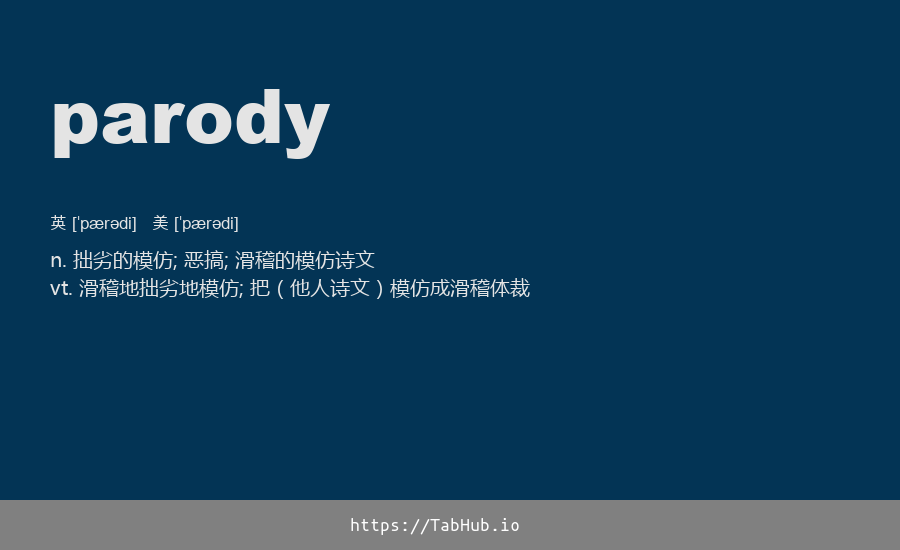 parody
英 ['pærədi] 美 ['pærədi]
n. 拙劣的模仿; 恶搞; 滑稽的模仿诗文
vt. 滑稽地拙劣地模仿; 把（他人诗文）模仿成滑稽体裁
https://TabHub.io